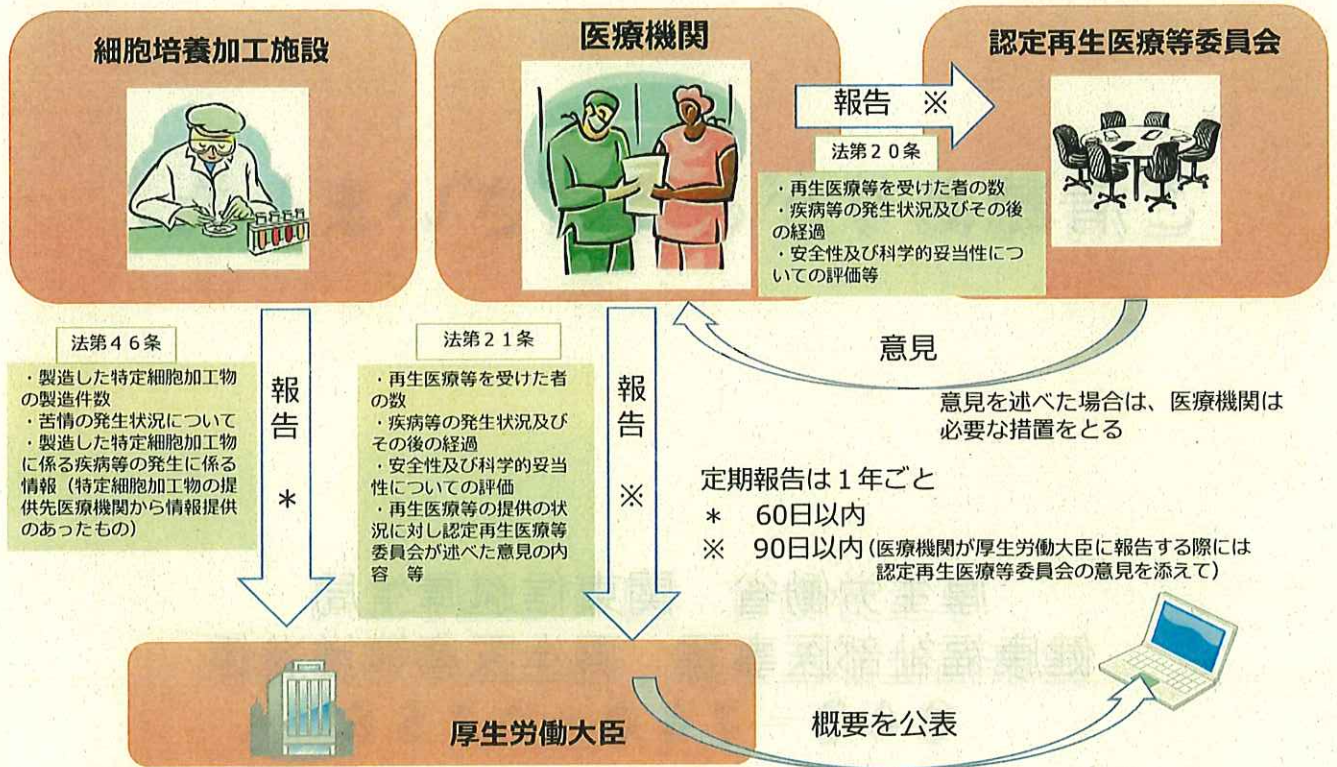 細胞培養加工施設
医療機関
認定再生医療等委員会
報告 ※
法第20条
・再生医療等を受けた者の数
・疾病等の発生状況及びその後
の経過
・安全性及び科学的妥当性につ
いての評価等
意見
意見を述べた場合は、医療機関は
必要な措置をとる
法第46条
・製造した特定細胞加工物
の製造件数
・苦情の発生状況について
・製造した特定細胞加工物
に係る疾病等の発生に係る
情報(特定細胞加工物の提
供先医療機関から情報提供
のあったもの)
報告 *
法第21条
・再生医療等を受けた者
の数
・疾病等の発生状況及び
その後の経過
・安全性及び科学的妥当
性についての評価
・再生医療等の提供の状
況に対し認定再生医療等
委員会が述べた意見の内
容 等
報告 ※
定期報告は1年ごと
* 60日以内
※ 90日以内(医療機関が厚生労働大臣に報告する際には
認定再生医療等委員会の意見を添えて)
厚生労働大臣
概要を公表